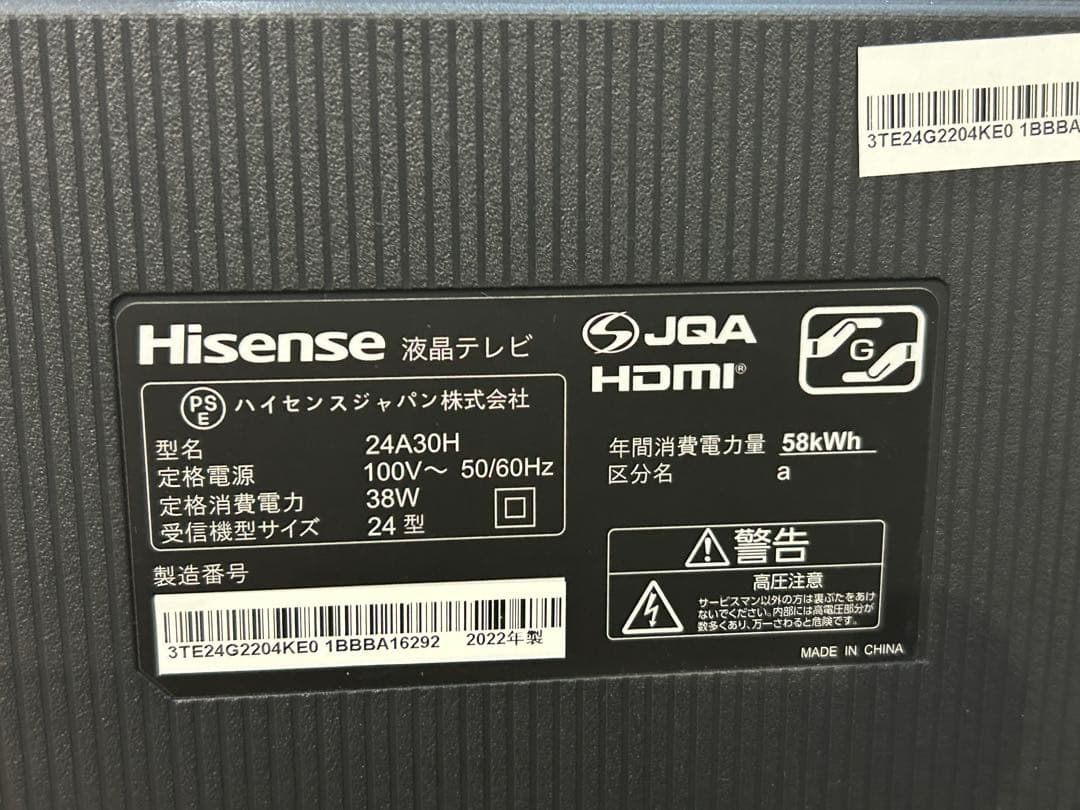 3TE24G2204KE0 1BBBA
Hisense 液晶テレビ
PSE ハイセンスジャパン株式会社
型名 24A30H
定格電源 100V～ 50/60Hz
定格消費電力 38W
受信機型サイズ 24型
製造番号
3TE24G2204KE0 1BBBA16292 2022年製
JQA
HDMI®
G
年間消費電力量 58kWh
区分名 a
警告
高圧注意
サービスマン以外の方は裏ぶたをあけ
ないでください。内部には高電圧部分が
数多くあり、万一さわると危険です。
MADE IN CHINA